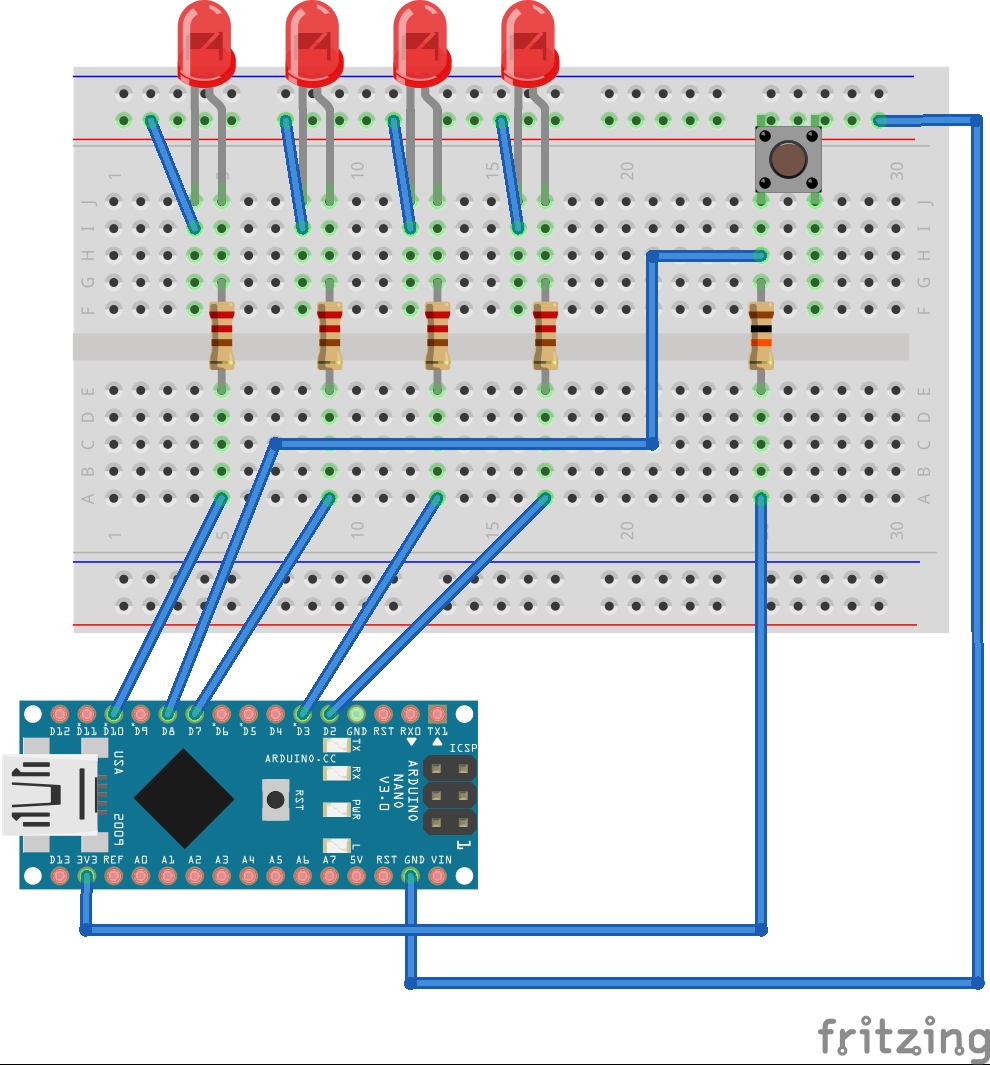 1 5 10 15 20 25 30
J J
I I
H H
G G
F F
E E
D D
C C
B B
A A
1 5 10 15 20 25 30
D12 D11 D10 D9 D8 D7 D6 D5 D4 D3 D2 GND RST RX0 TX1
TX
RX
PWR
L
USA
2009
ARDUINO.CC
RST
ARDUINO
NANO
V3.0
ICSP
1
D13 3V3 REF A0 A1 A2 A3 A4 A5 A6 A7 5V RST GND VIN
fritzing